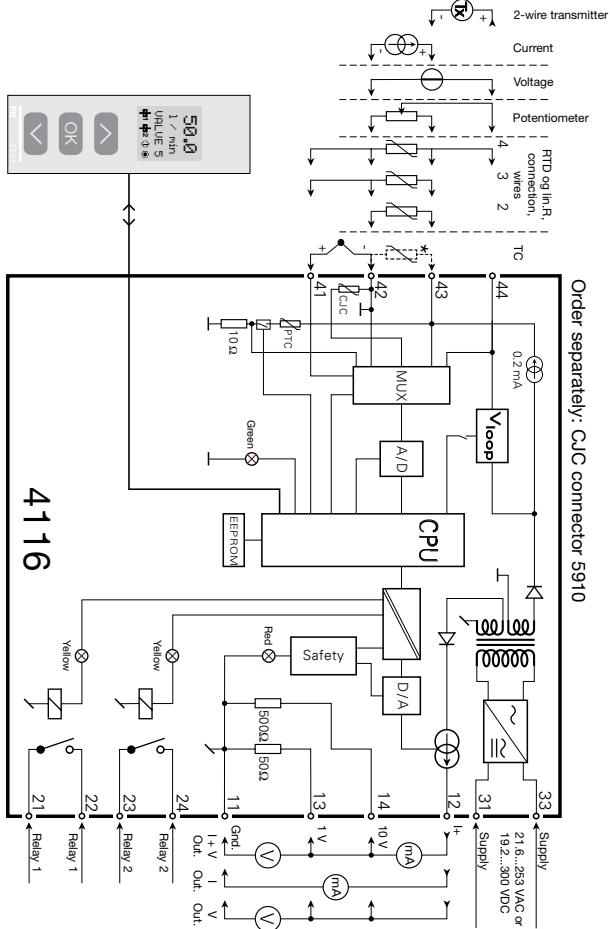 Order separately: CJC connector 5910
2-wire transmitter
Current
Voltage
Potentiometer
RTD og lin.R,
connection,
wires
4
3
2
TC
Tx
-
+
-
+
+
-
*
44
43
42
41
CJC
PTC
10 Ω
0.2 mA
Vloop
MUX
A/D
CPU
EEPROM
Green
4116
Safety
D/A
Red
Yellow
Yellow
500Ω
50Ω
33
31
12
14
13
11
24
23
22
21
Supply
21.6...253 VAC or
19.2...300 VDC
Supply
I+
10 V
1 V
Gnd.
mA
V
mA
V
I + V
Out.
I
Out.
V
Out.
Relay 2
Relay 2
Relay 1
Relay 1
50.0
l / min
VALUE 5
OK